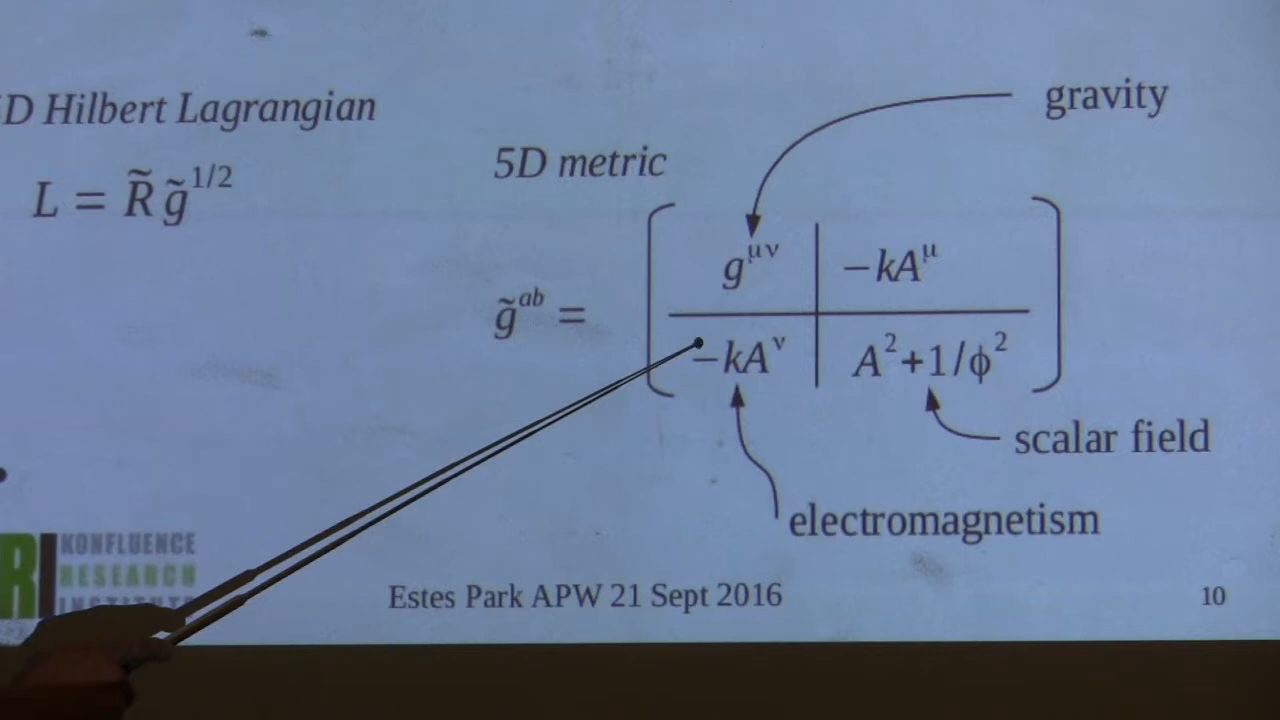 D Hilbert Lagrangian
L = R̃ g̃^1/2
gravity
5D metric
g̃^ab =
g^μν | −kA^μ
−kA^ν | A^2+1/ϕ^2
scalar field
electromagnetism
KONFLUENCE
RESEARCH
INSTITUTE
Estes Park APW 21 Sept 2016
10